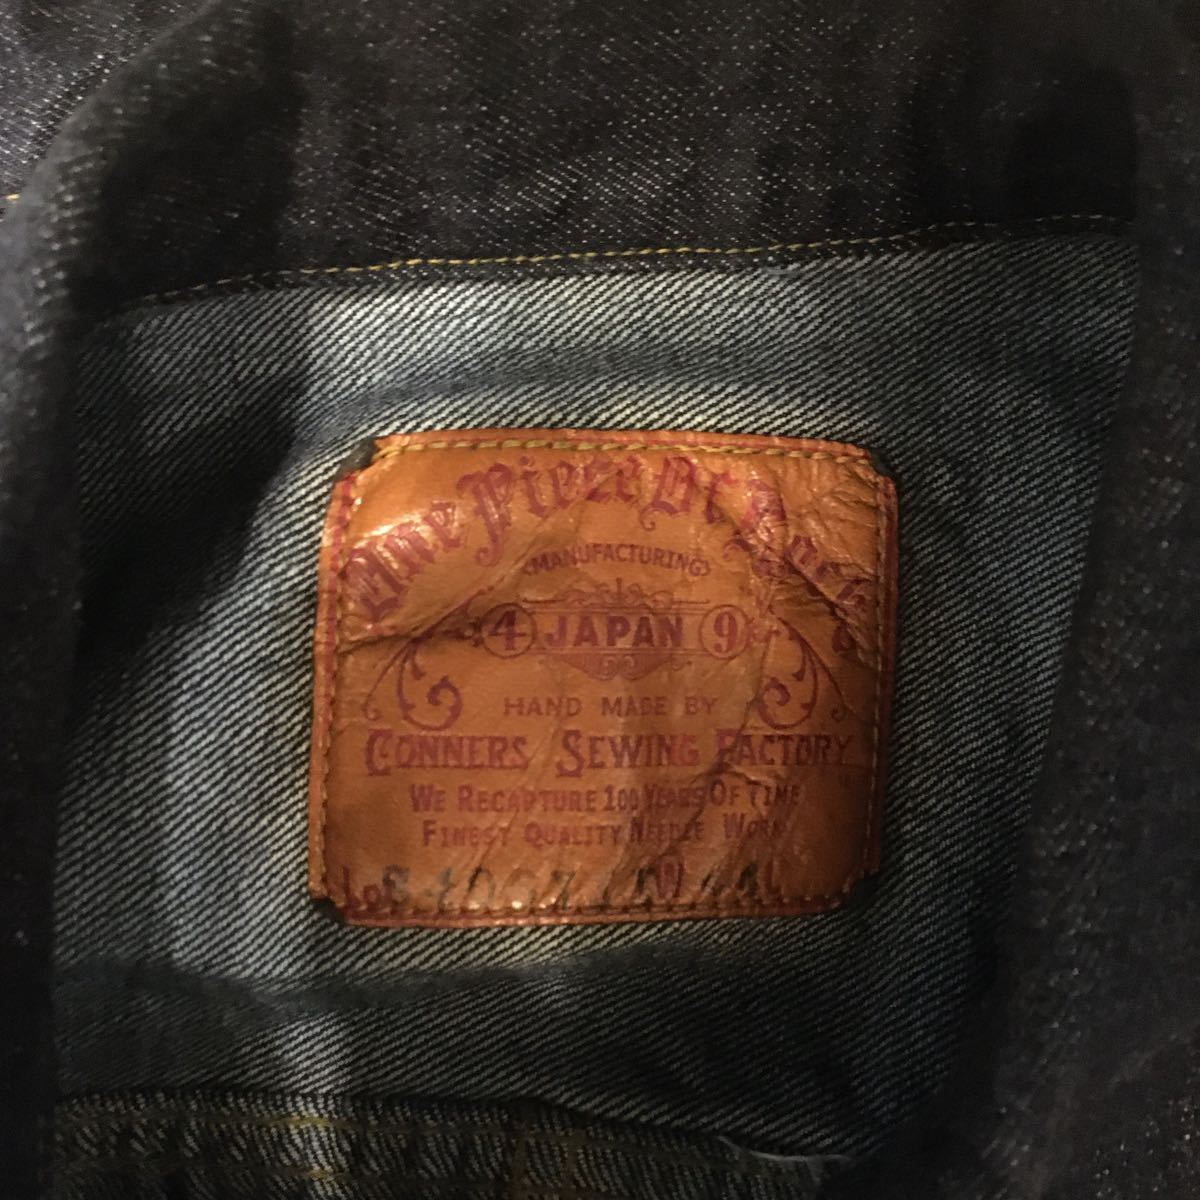 One Piece Of Rock
MANUFACTURING
4 JAPAN 9
HAND MADE BY
CONNERS SEWING FACTORY
WE RECAPTURE 100 YEARS OF TIME
FINEST QUALITY NEEDLE WORK
Lot